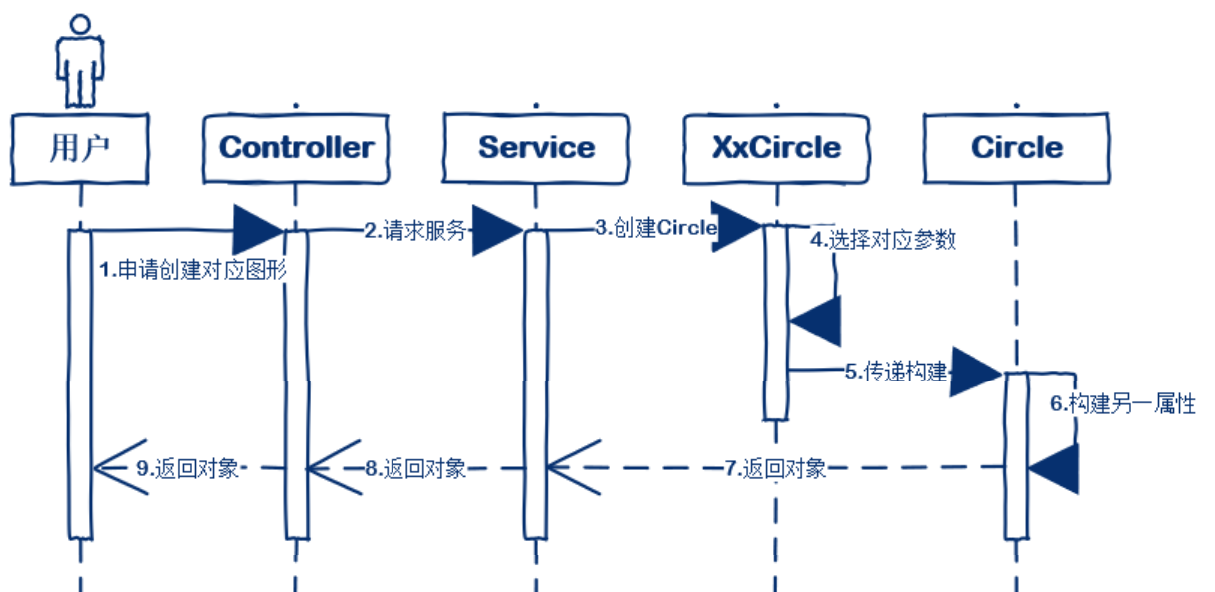 用户
Controller
Service
XxCircle
Circle
1.申请创建对应图形
2.请求服务
3.创建Circle
4.选择对应参数
5.传递构建
6.构建另一属性
7.返回对象
8.返回对象
9.返回对象